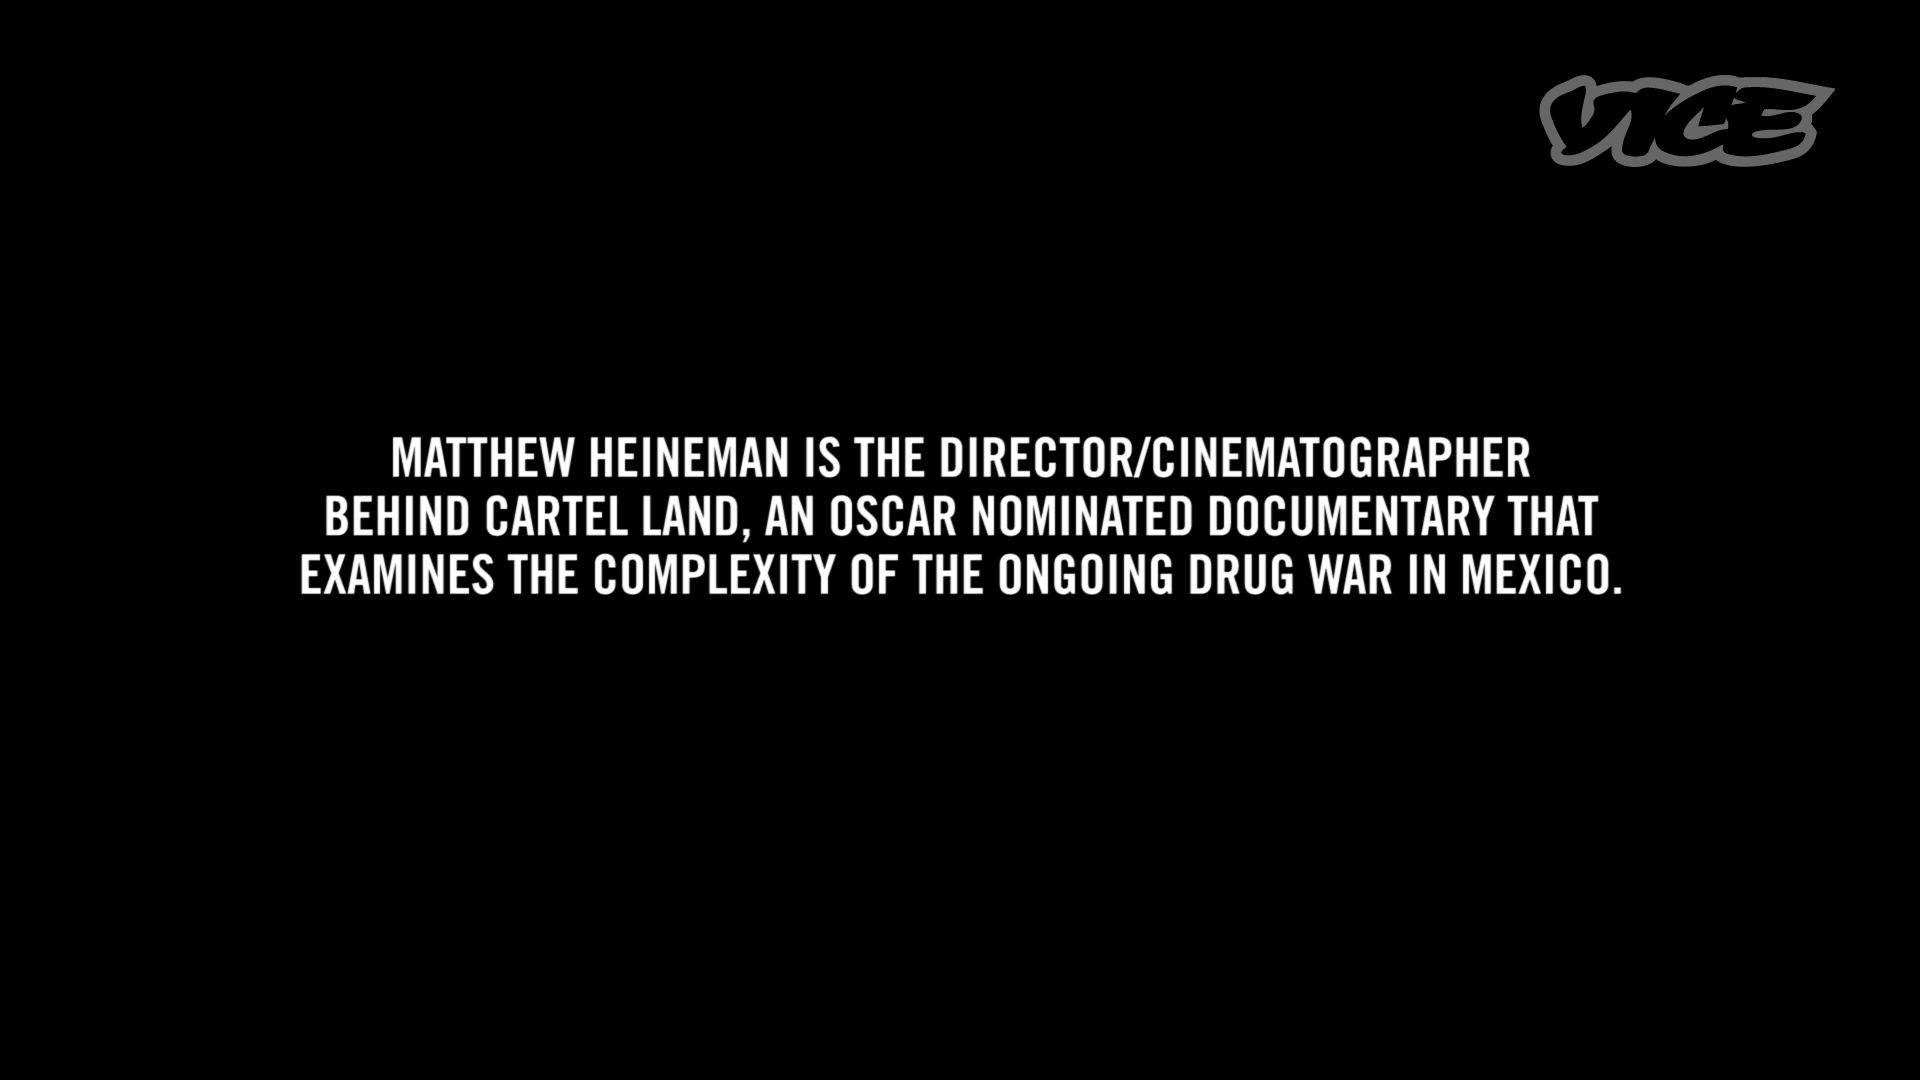 VICE
MATTHEW HEINEMAN IS THE DIRECTOR/CINEMATOGRAPHER
BEHIND CARTEL LAND, AN OSCAR NOMINATED DOCUMENTARY THAT
EXAMINES THE COMPLEXITY OF THE ONGOING DRUG WAR IN MEXICO.